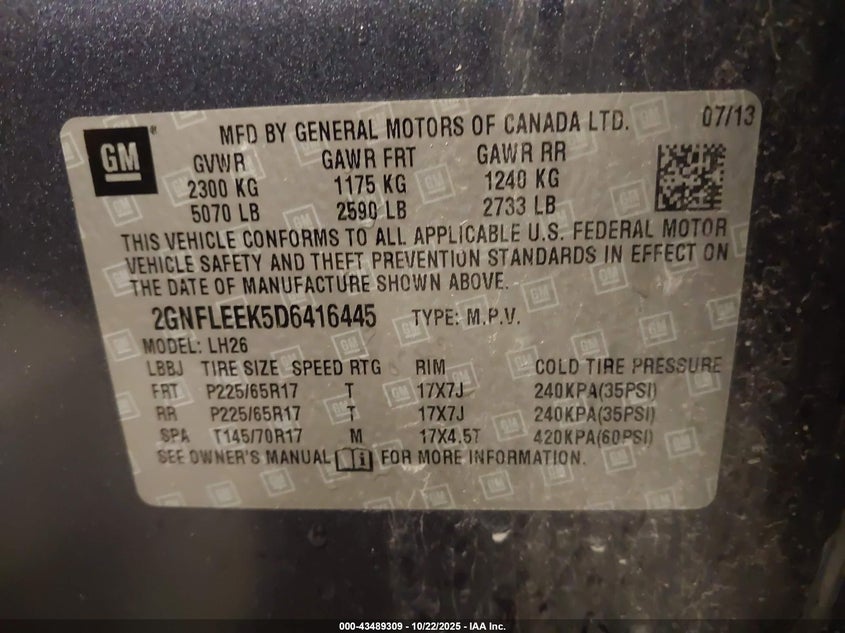 GM
MFD BY GENERAL MOTORS OF CANADA LTD. 07/13
GVWR GAWR FRT GAWR RR
2300 KG 1175 KG 1240 KG
5070 LB 2590 LB 2733 LB
THIS VEHICLE CONFORMS TO ALL APPLICABLE U.S. FEDERAL MOTOR
VEHICLE SAFETY AND THEFT PREVENTION STANDARDS IN EFFECT ON
THE DATE OF MANUFACTURE SHOWN ABOVE.
2GNFLEEK5D6416445 TYPE: M.P.V.
MODEL: LH26
LBBJ TIRE SIZE SPEED RTG RIM COLD TIRE PRESSURE
FRT P225/65R17 T 17X7J 240KPA(35PSI)
RR P225/65R17 T 17X7J 240KPA(35PSI)
SPA T145/70R17 M 17X4.5T 420KPA(60PSI)
SEE OWNER'S MANUAL FOR MORE INFORMATION.
000-43489309 - 10/22/2025 - IAA Inc.